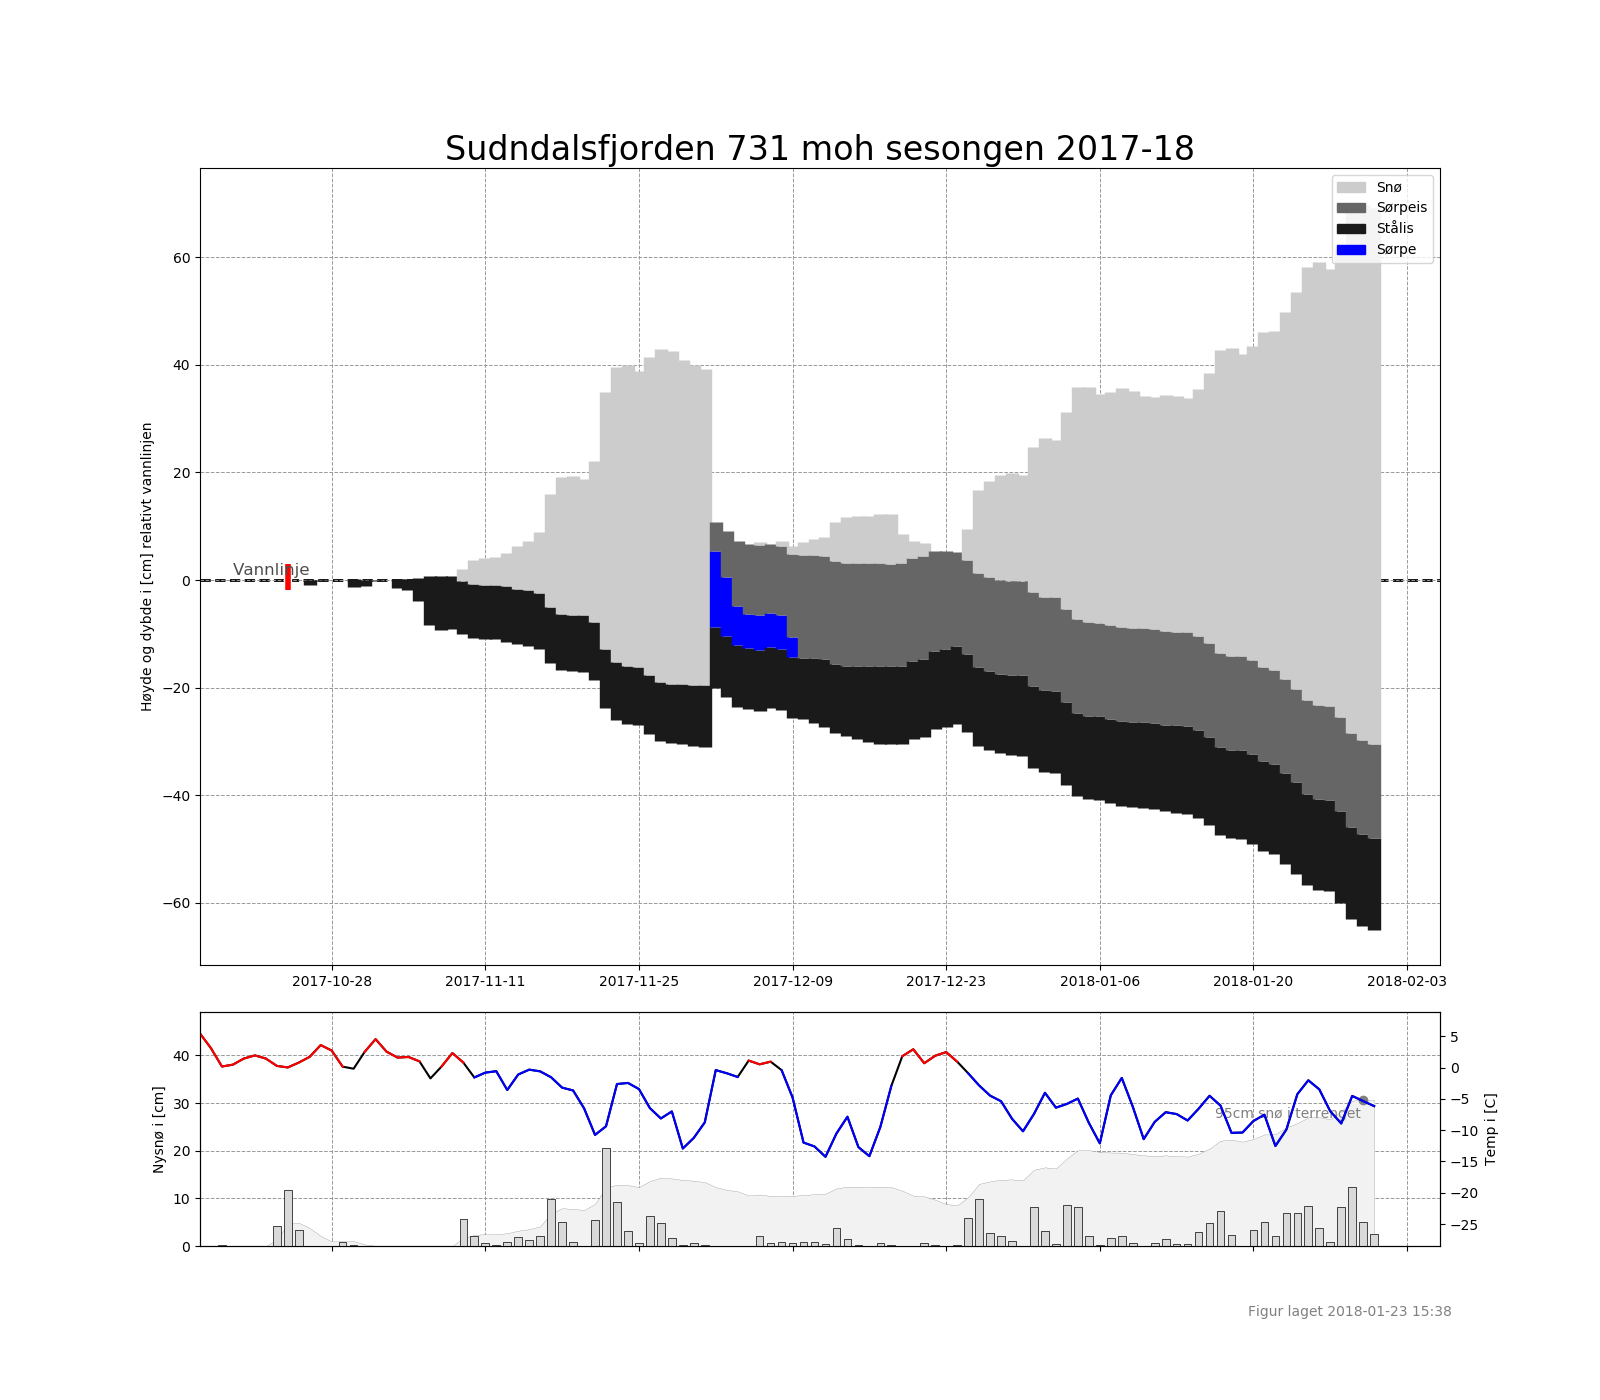 Sudndalsfjorden 731 moh sesongen 2017-18
Snø
Sørpeis
Stålis
Sørpe
Høyde og dybde i [cm] relativt vannlinjen
60
40
20
0
−20
−40
−60
Vannlinje
2017-10-28 2017-11-11 2017-11-25 2017-12-09 2017-12-23 2018-01-06 2018-01-20 2018-02-03
Nysnø i [cm]
40
30
20
10
0
95cm snø i terrenget
5
0
−5
−10
−15
−20
−25
Temp i [C]
Figur laget 2018-01-23 15:38